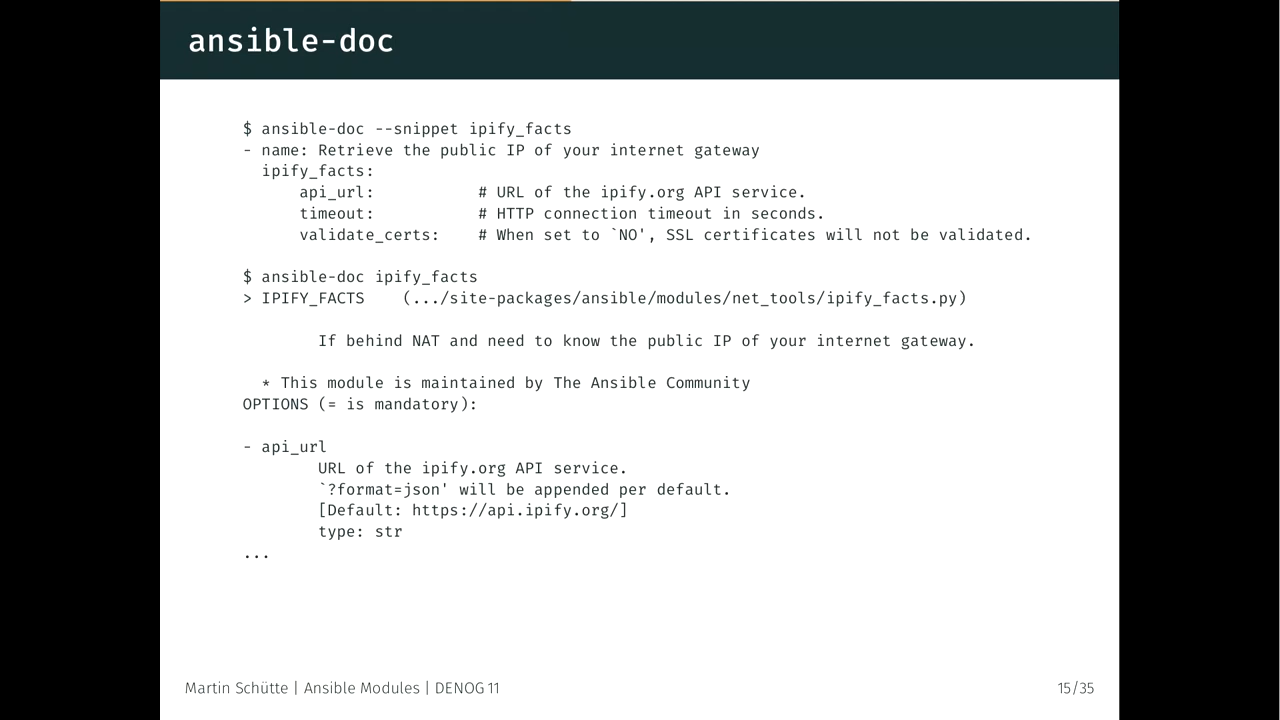 ansible-doc
$ ansible-doc --snippet ipify_facts
- name: Retrieve the public IP of your internet gateway
  ipify_facts:
      api_url:           # URL of the ipify.org API service.
      timeout:           # HTTP connection timeout in seconds.
      validate_certs:    # When set to `NO', SSL certificates will not be validated.
$ ansible-doc ipify_facts
> IPIFY_FACTS    (.../site-packages/ansible/modules/net_tools/ipify_facts.py)
        If behind NAT and need to know the public IP of your internet gateway.
  * This module is maintained by The Ansible Community
OPTIONS (= is mandatory):
- api_url
        URL of the ipify.org API service.
        `?format=json' will be appended per default.
        [Default: https://api.ipify.org/]
        type: str
...
Martin Schütte | Ansible Modules | DENOG 11
15/35